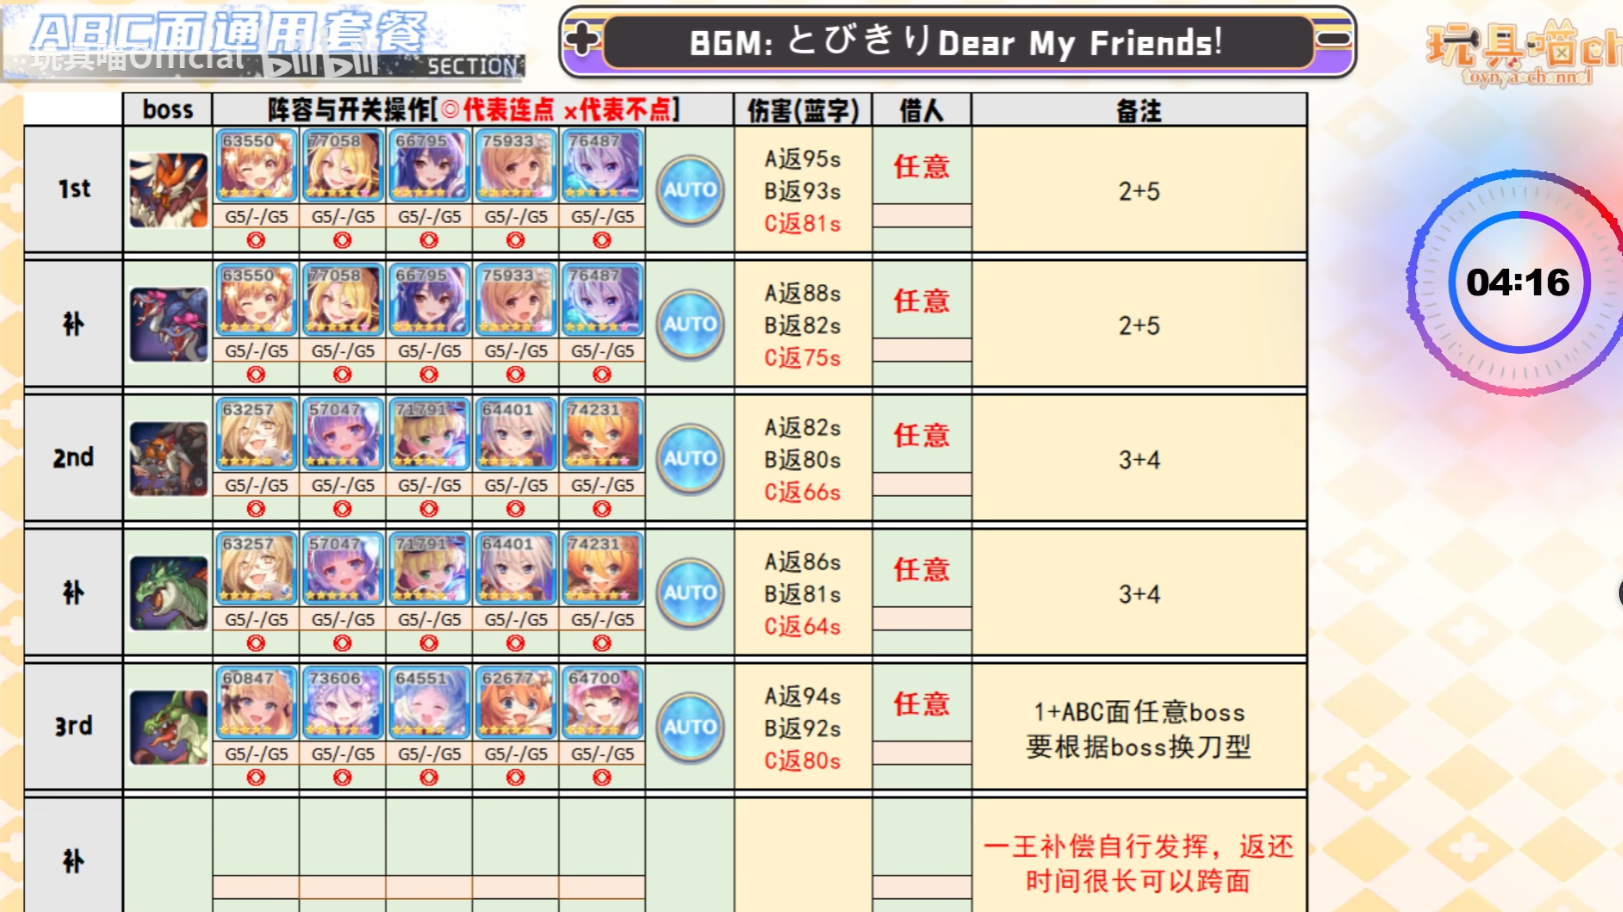 ABC面通用套餐
玩具喵Official bilibili
SECTION
BGM: とびきりDear My Friends!
玩具喵ch
toynya channel
boss 阵容与开关操作[◎代表连点 ×代表不点] 伤害(蓝字) 借人 备注
1st 63550 77058 66795 75933 76487 AUTO A返95s 任意 2+5
B返93s
G5/-/G5 G5/-/G5 G5/-/G5 G5/-/G5 G5/-/G5 C返81s
补 63550 77058 66795 75933 76487 AUTO A返88s 任意 2+5
B返82s
G5/-/G5 G5/-/G5 G5/-/G5 G5/-/G5 G5/-/G5 C返75s
2nd 63257 57047 71791 64401 74231 AUTO A返82s 任意 3+4
B返80s
G5/-/G5 G5/-/G5 G5/-/G5 G5/-/G5 G5/-/G5 C返66s
补 63257 57047 71791 64401 74231 AUTO A返86s 任意 3+4
B返81s
G5/-/G5 G5/-/G5 G5/-/G5 G5/-/G5 G5/-/G5 C返64s
3rd 60847 73606 64551 62677 64700 AUTO A返94s 任意 1+ABC面任意boss
B返92s 要根据boss换刀型
G5/-/G5 G5/-/G5 G5/-/G5 G5/-/G5 G5/-/G5 C返80s
补 一王补偿自行发挥，返还
时间很长可以跨面
04:16